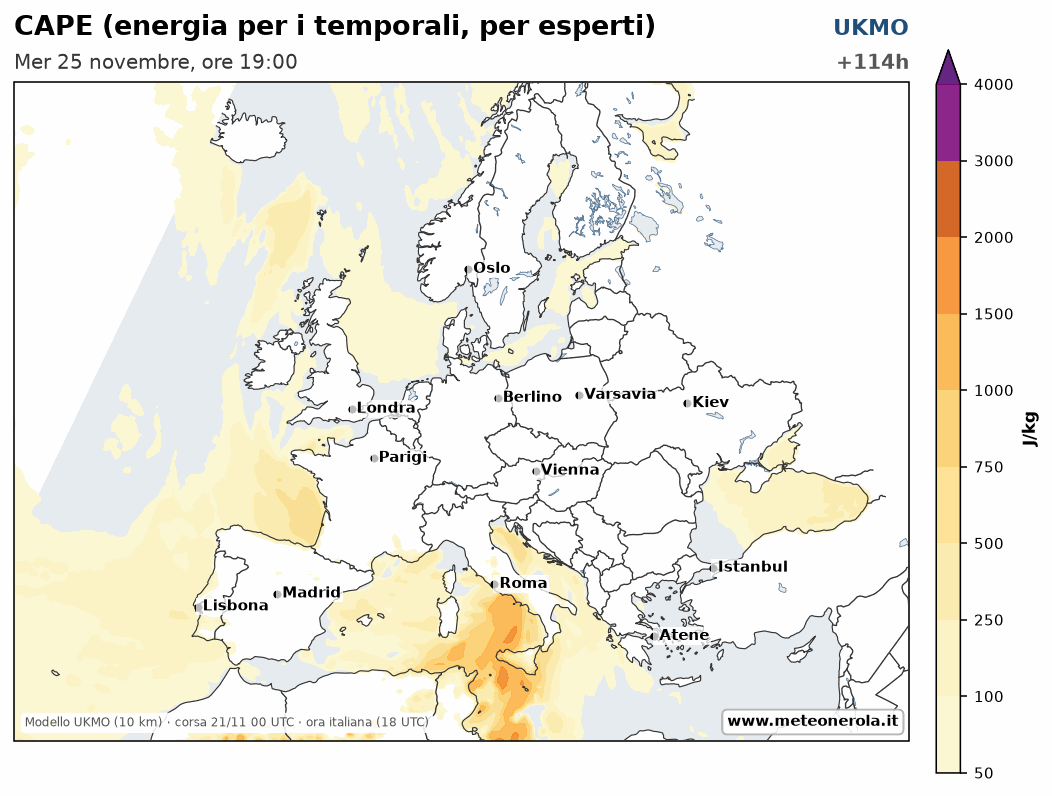 CAPE (energia per i temporali, per esperti)
UKMO
Mer 25 novembre, ore 19:00
+114h
4000
3000
2000
1500
1000
750
500
250
100
50
J/kg
Oslo
Berlino
Varsavia
Kiev
Londra
Parigi
Vienna
Istanbul
Roma
Madrid
Lisbona
Atene
Modello UKMO (10 km) · corsa 21/11 00 UTC · ora italiana (18 UTC)
www.meteonerola.it